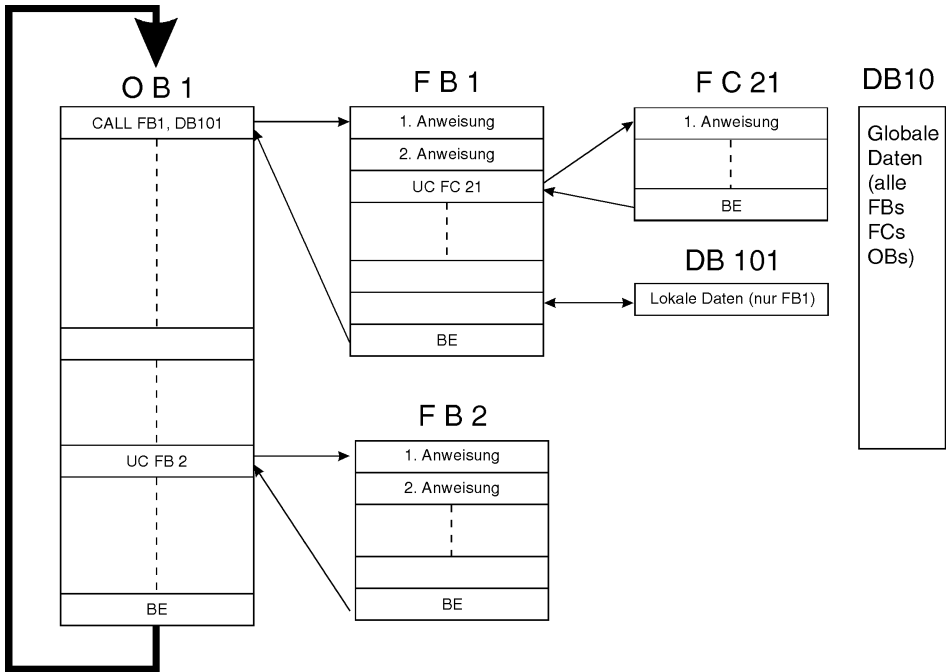 O B 1
CALL FB1, DB101
UC FB 2
BE
F B 1
1. Anweisung
2. Anweisung
UC FC 21
BE
F B 2
1. Anweisung
2. Anweisung
BE
F C 21
1. Anweisung
BE
DB 101
Lokale Daten (nur FB1)
DB10
Globale
Daten
(alle
FBs
FCs
OBs)